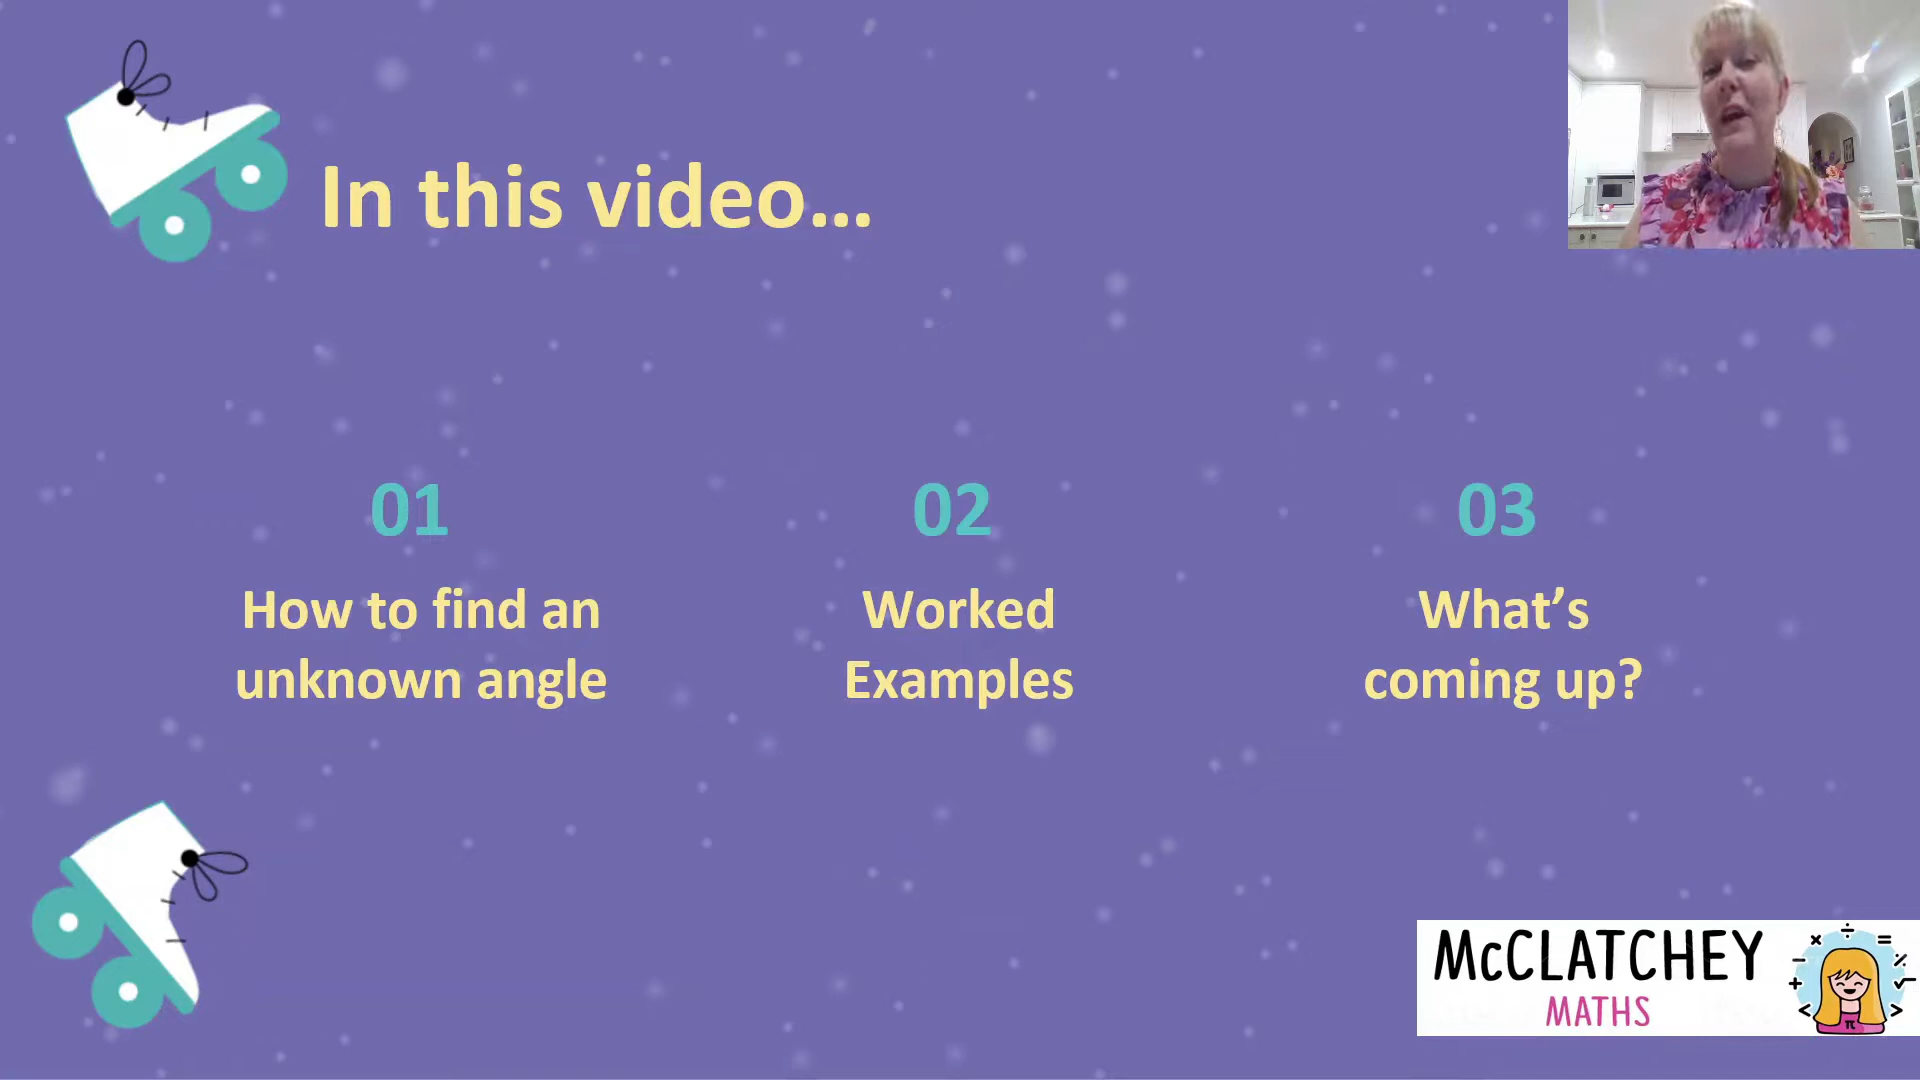 In this video...
01
How to find an
unknown angle
02
Worked
Examples
03
What’s
coming up?
McCLATCHEY
MATHS
× ÷ =
− ٪
+ √
< π >